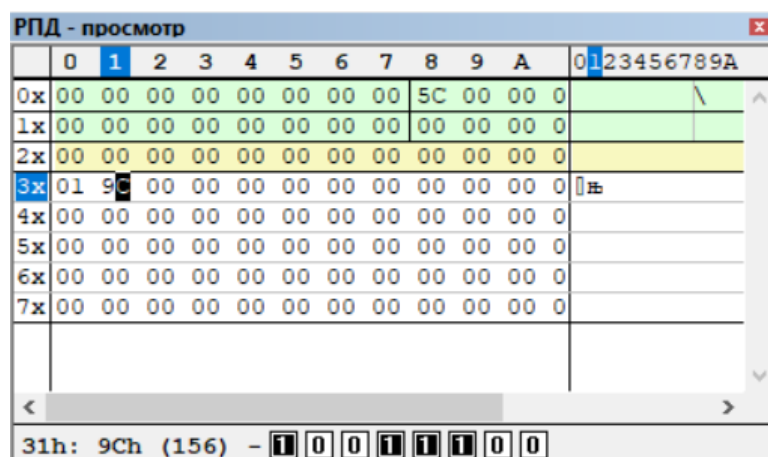 РПД - просмотр x
0 1 2 3 4 5 6 7 8 9 A 0123456789A
0x 00 00 00 00 00 00 00 00 5C 00 00 0 \
1x 00 00 00 00 00 00 00 00 00 00 00 0
2x 00 00 00 00 00 00 00 00 00 00 00 0
3x 01 9C 00 00 00 00 00 00 00 00 00 0 њ
4x 00 00 00 00 00 00 00 00 00 00 00 0
5x 00 00 00 00 00 00 00 00 00 00 00 0
6x 00 00 00 00 00 00 00 00 00 00 00 0
7x 00 00 00 00 00 00 00 00 00 00 00 0
31h: 9Ch (156) - 1 0 0 1 1 1 0 0